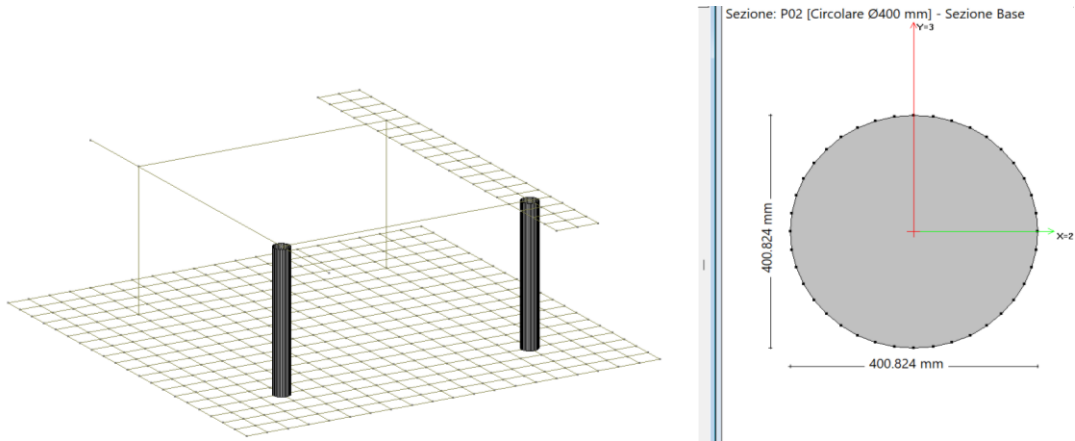 Sezione: P02 [Circolare Ø400 mm] - Sezione Base
Y=3
X=2
400.824 mm
400.824 mm